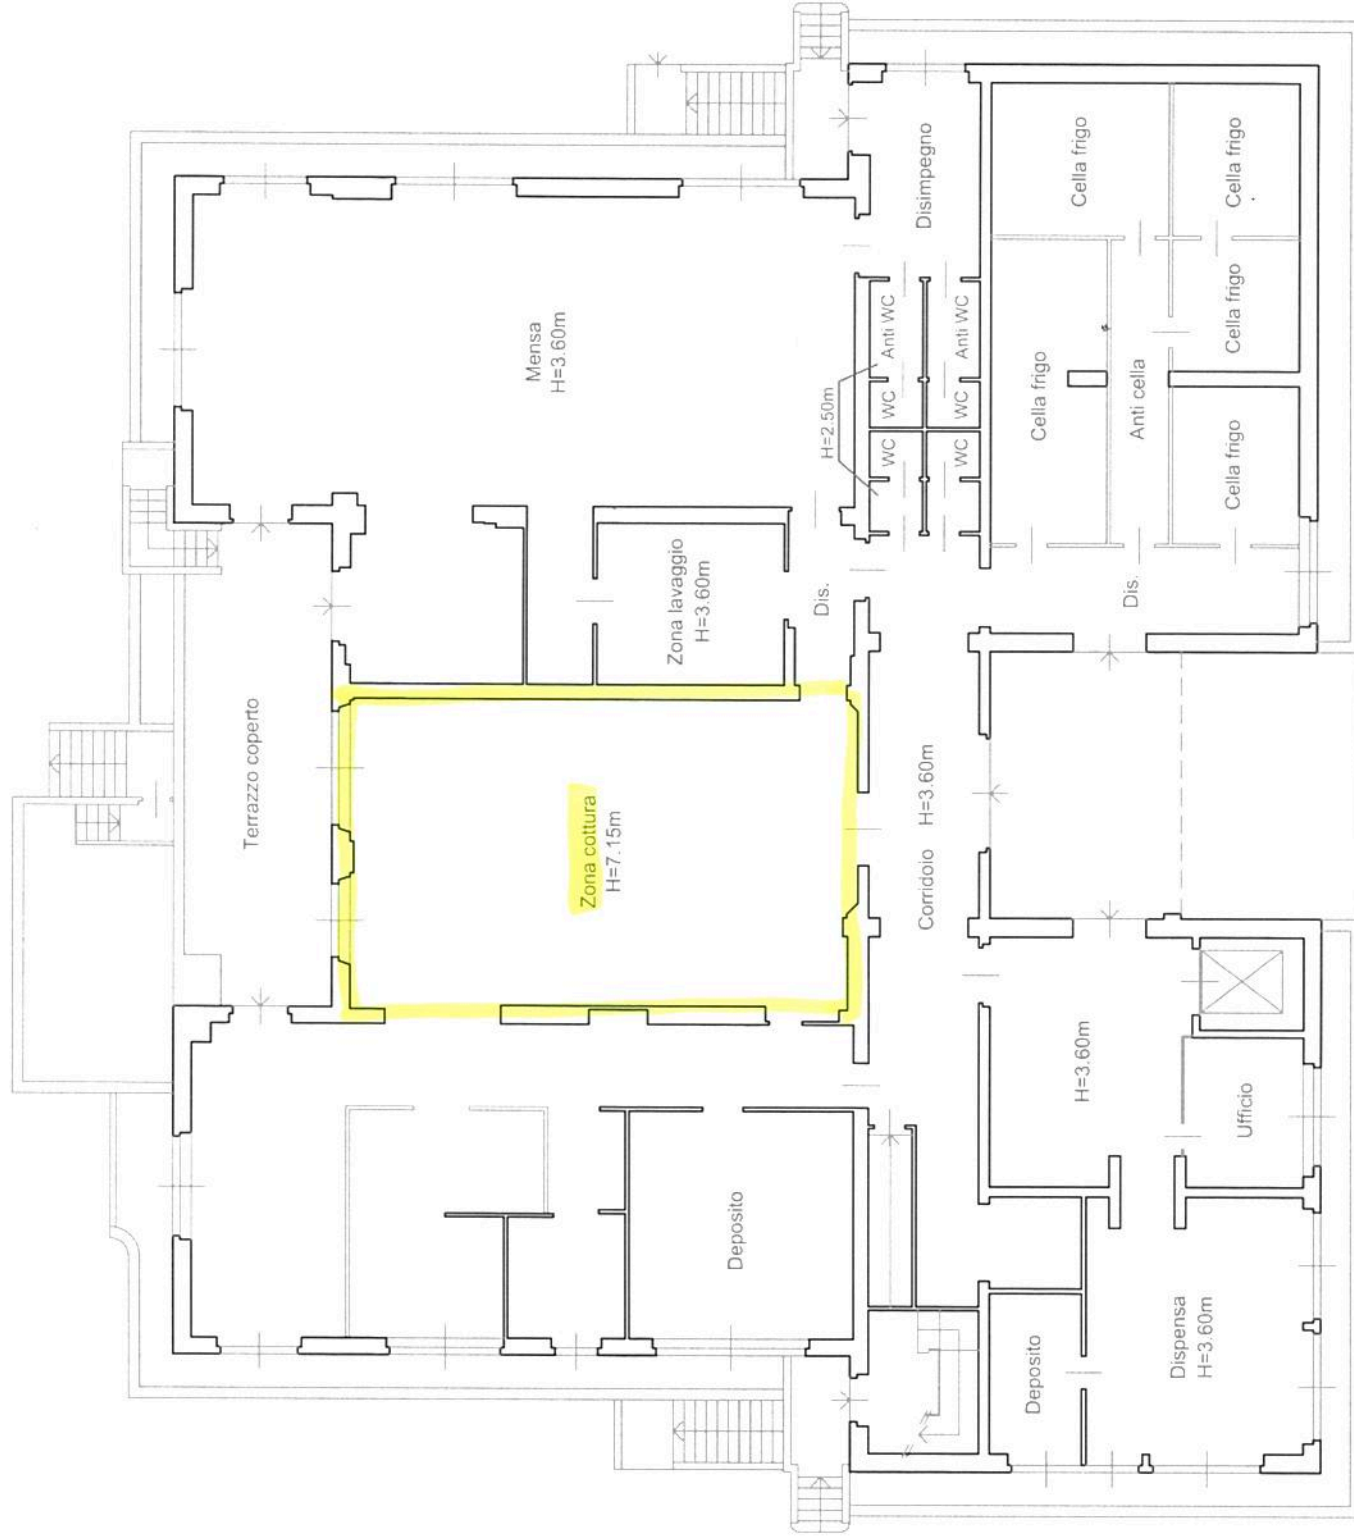 Terrazzo coperto
Mensa
H=3.60m
Zona cottura
H=7.15m
Zona lavaggio
H=3.60m
Deposito
Dis.
H=2.50m
WC
WC
Anti WC
Corridoio H=3.60m
Disimpegno
WC
WC
Anti WC
Deposito
Cella frigo
Cella frigo
H=3.60m
Dis.
Anti cella
Dispensa
H=3.60m
Ufficio
Cella frigo
Cella frigo
Cella frigo